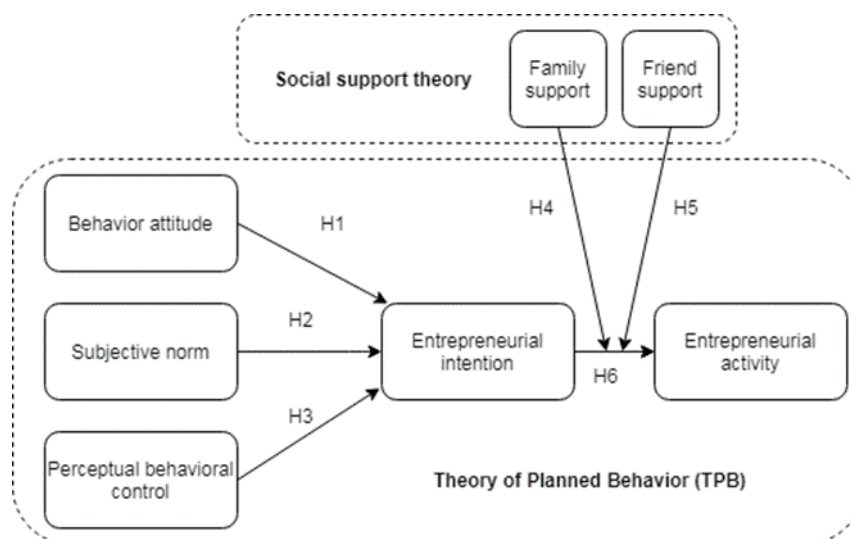 Social support theory
Family
support
Friend
support
H4
H5
Behavior attitude
H1
Subjective norm
H2
Entrepreneurial
intention
H6
Entrepreneurial
activity
Perceptual behavioral
control
H3
Theory of Planned Behavior (TPB)